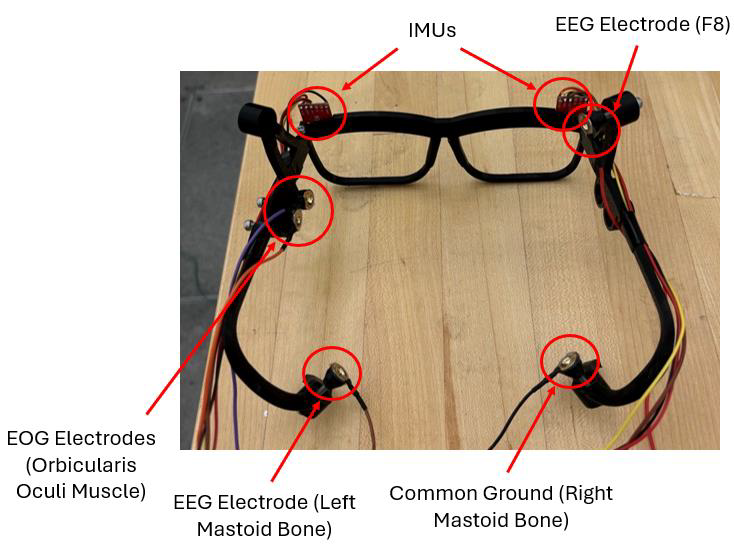 IMUs
EEG Electrode (F8)
EOG Electrodes
(Orbicularis
Oculi Muscle)
EEG Electrode (Left
Mastoid Bone)
Common Ground (Right
Mastoid Bone)